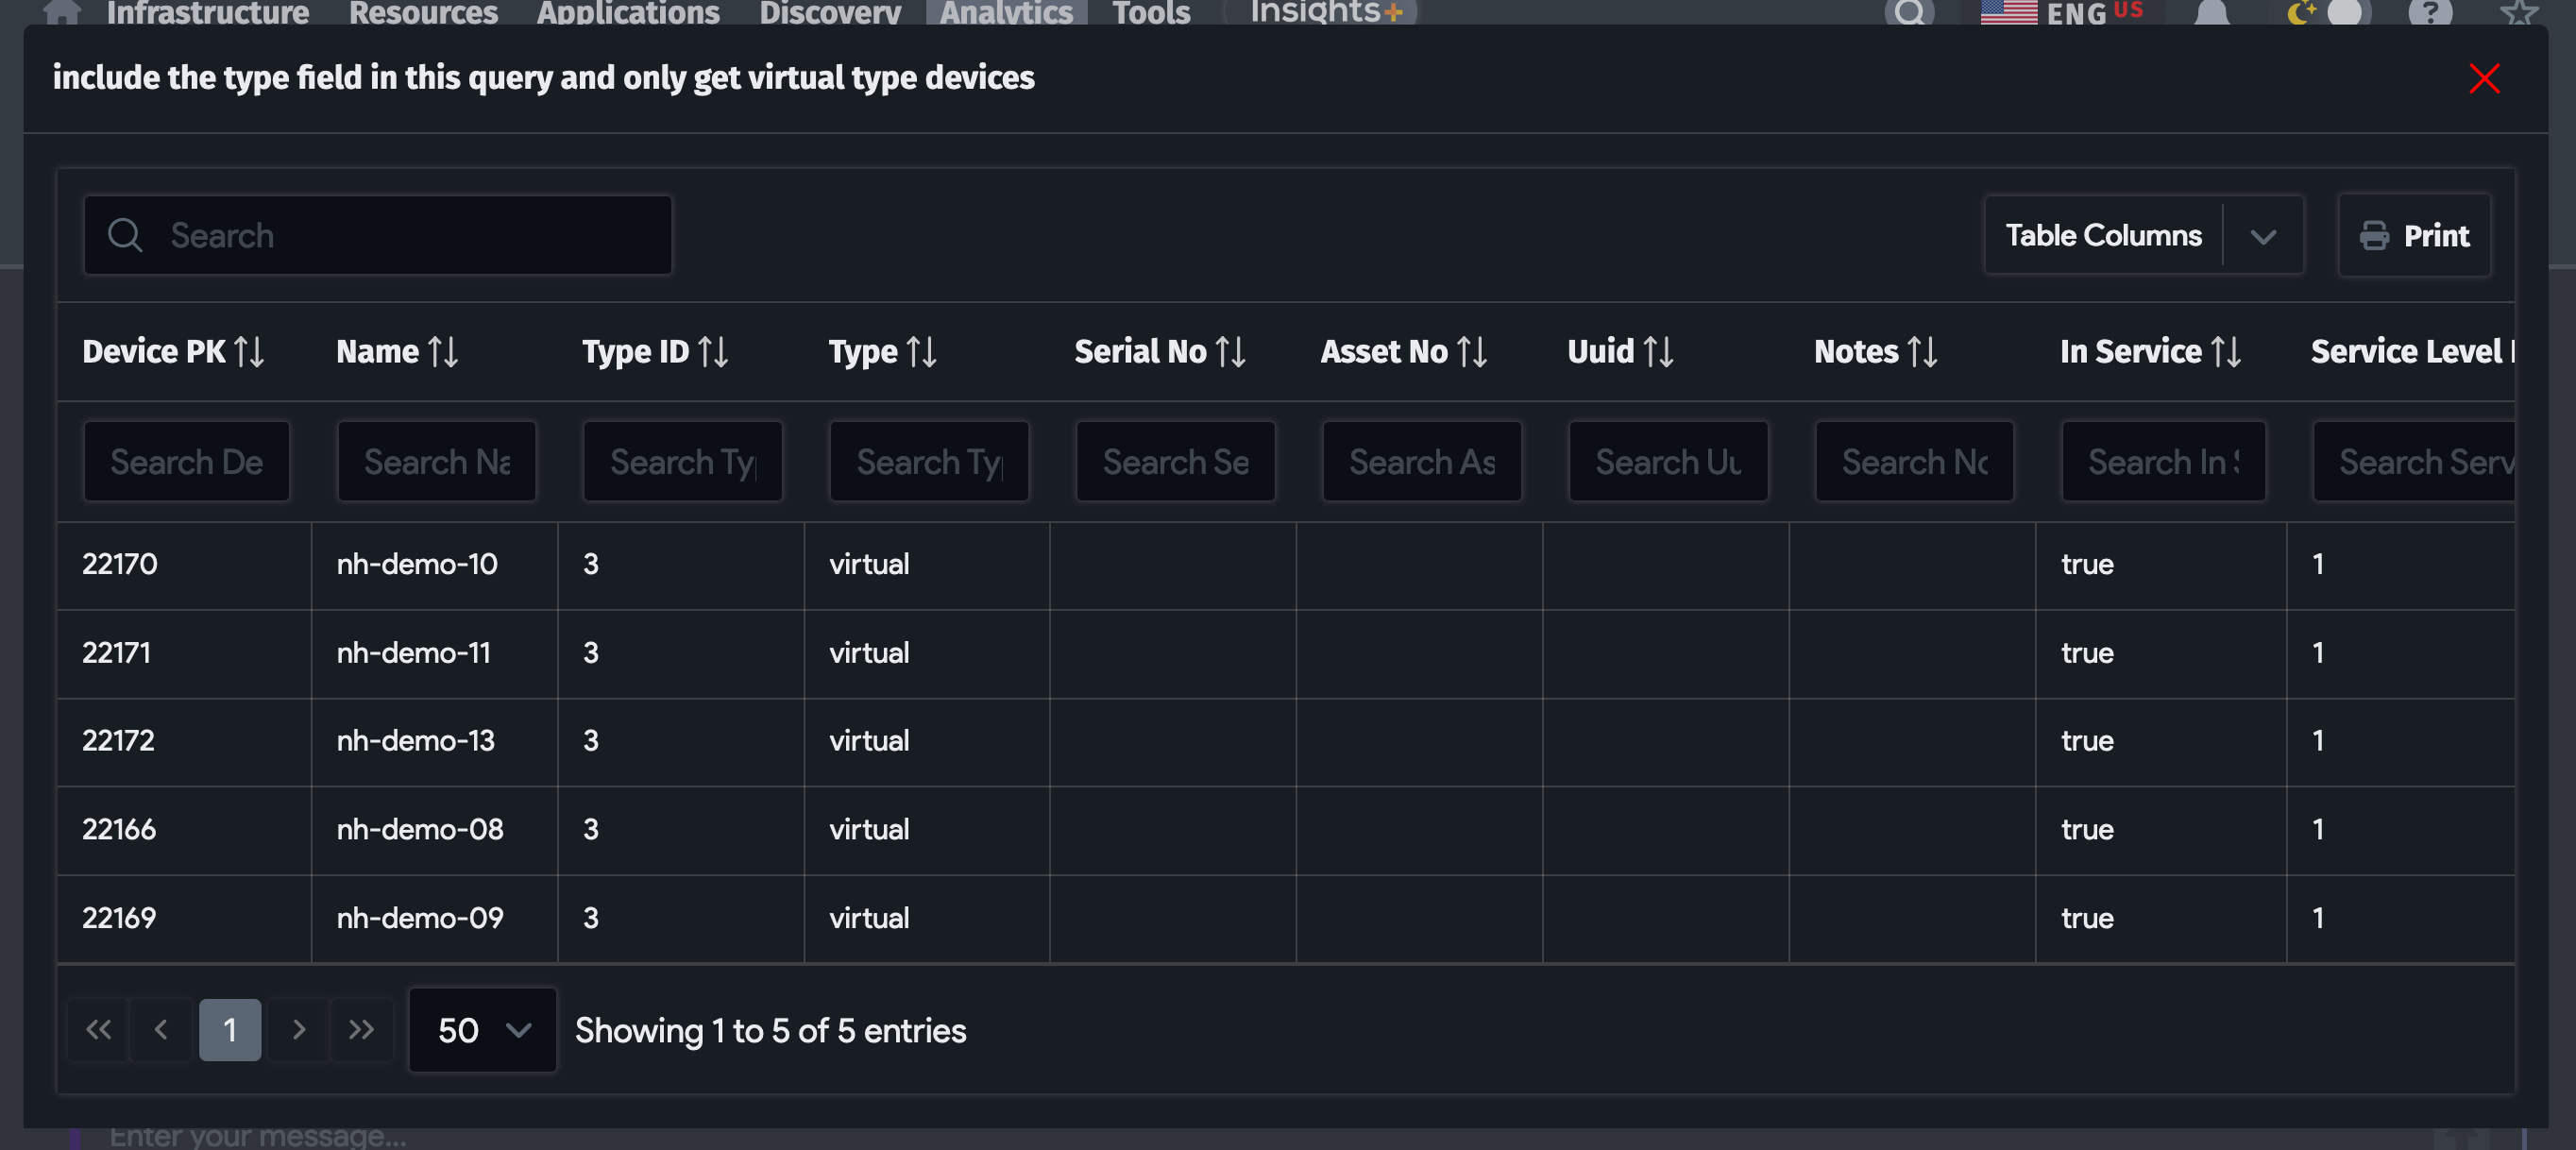 Infrastructure Resources Applications Discovery Analytics Tools Insights+ ENG US ?
include the type field in this query and only get virtual type devices
Search Table Columns Print
Device PK Name Type ID Type Serial No Asset No Uuid Notes In Service Service Level
Search De Search Na Search Ty Search Ty Search Se Search As Search Uu Search No Search In Search Serv
22170 nh-demo-10 3 virtual true 1
22171 nh-demo-11 3 virtual true 1
22172 nh-demo-13 3 virtual true 1
22166 nh-demo-08 3 virtual true 1
22169 nh-demo-09 3 virtual true 1
<< < 1 > >> 50 Showing 1 to 5 of 5 entries
Enter your message...